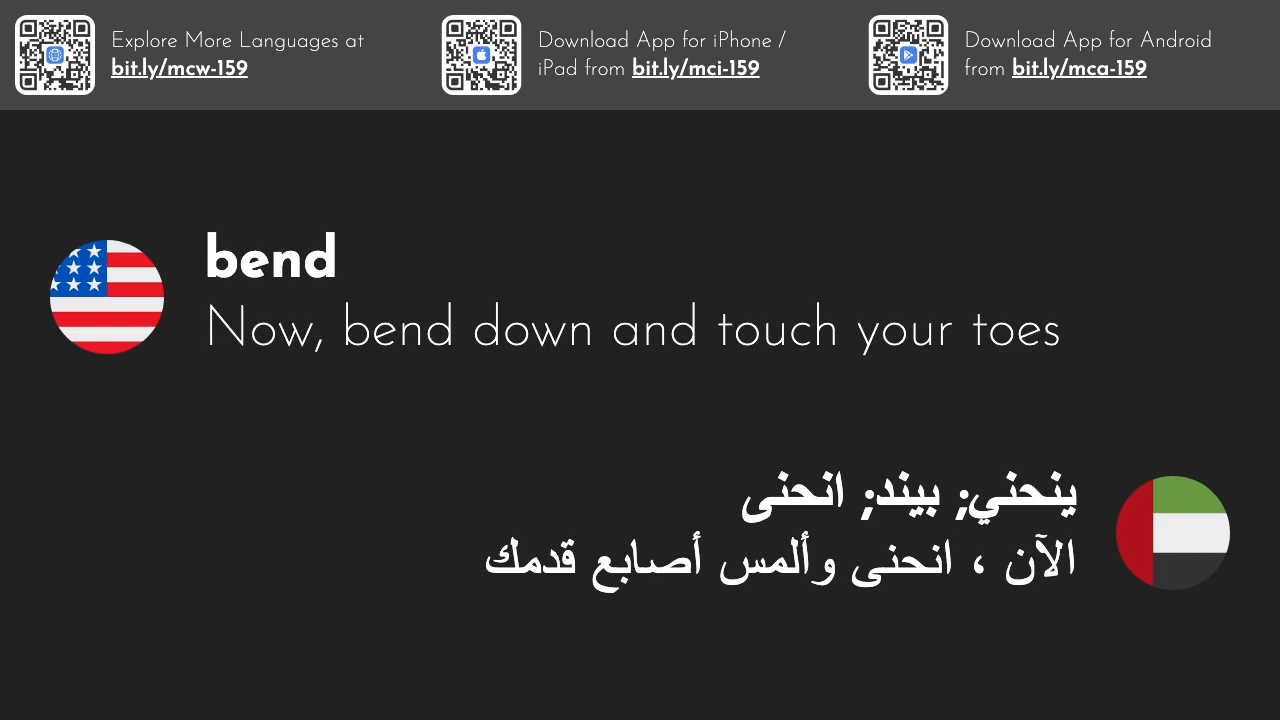 Explore More Languages at
bit.ly/mcw-159
Download App for iPhone /
iPad from bit.ly/mci-159
Download App for Android
from bit.ly/mca-159
bend
Now, bend down and touch your toes
ينحني; بيند; انحنى
الآن ، انحنى وألمس أصابع قدمك